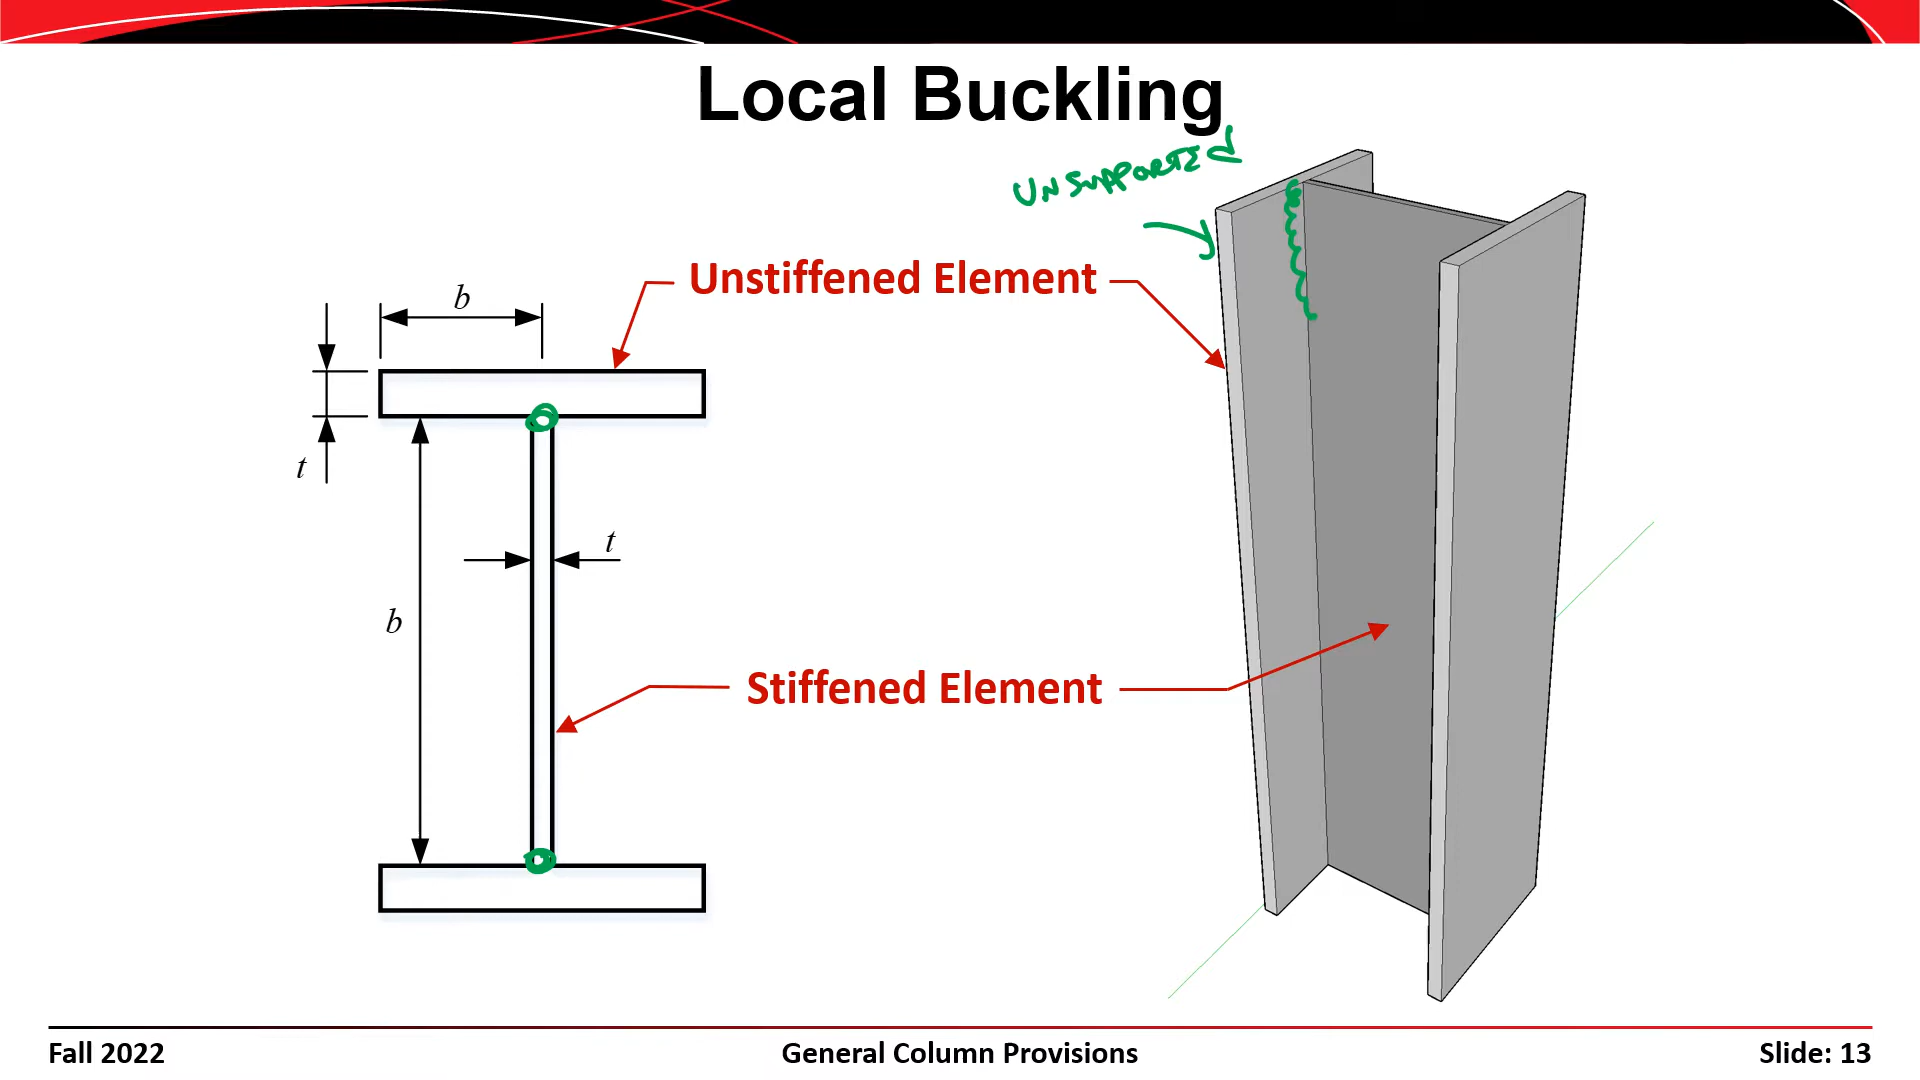 Local Buckling
UNSUPPORTED
Unstiffened Element
b
t
t
b
Stiffened Element
Fall 2022
General Column Provisions
Slide: 13